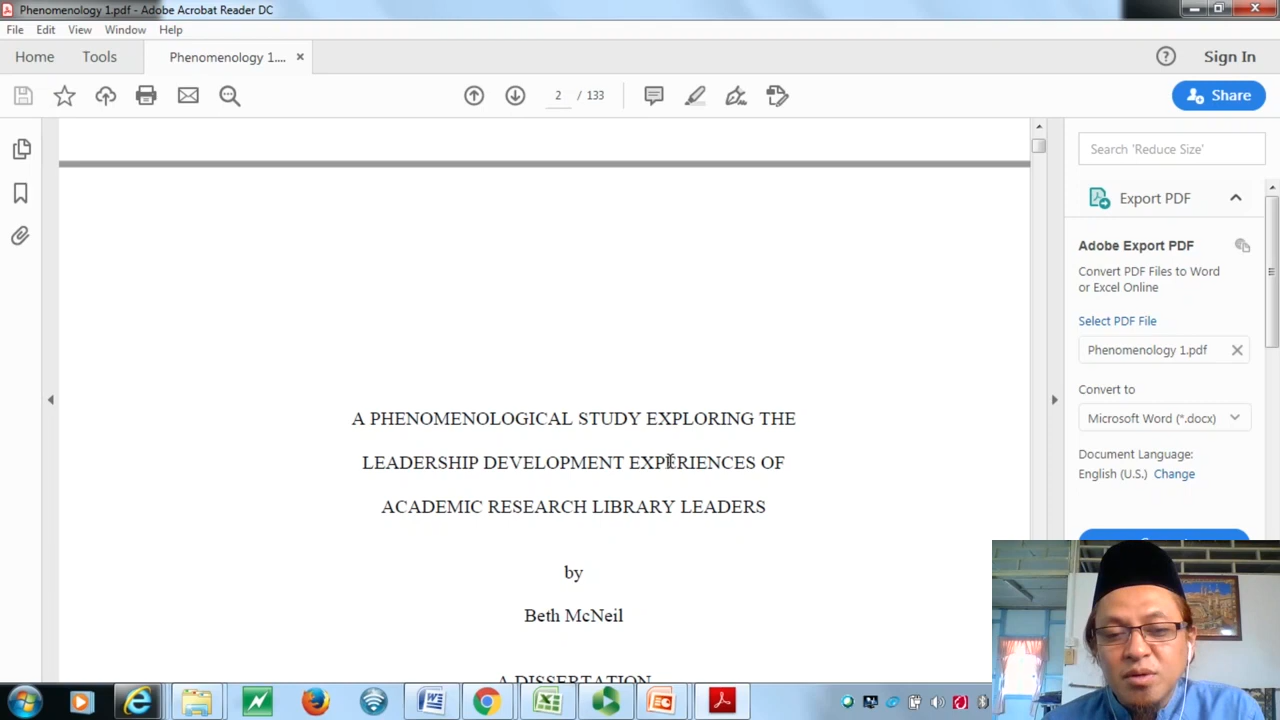 Phenomenology 1.pdf - Adobe Acrobat Reader DC
File Edit View Window Help
Home Tools Phenomenology 1.... Sign In
2 / 133 Share
Search 'Reduce Size'
Export PDF
Adobe Export PDF
Convert PDF Files to Word
or Excel Online
Select PDF File
Phenomenology 1.pdf
Convert to
Microsoft Word (*.docx)
Document Language:
English (U.S.) Change
A PHENOMENOLOGICAL STUDY EXPLORING THE
LEADERSHIP DEVELOPMENT EXPERIENCES OF
ACADEMIC RESEARCH LIBRARY LEADERS
by
Beth McNeil
A DISSERTATION